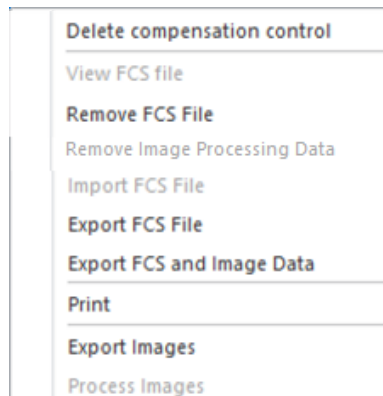 Delete compensation control
View FCS file
Remove FCS File
Remove Image Processing Data
Import FCS File
Export FCS File
Export FCS and Image Data
Print
Export Images
Process Images